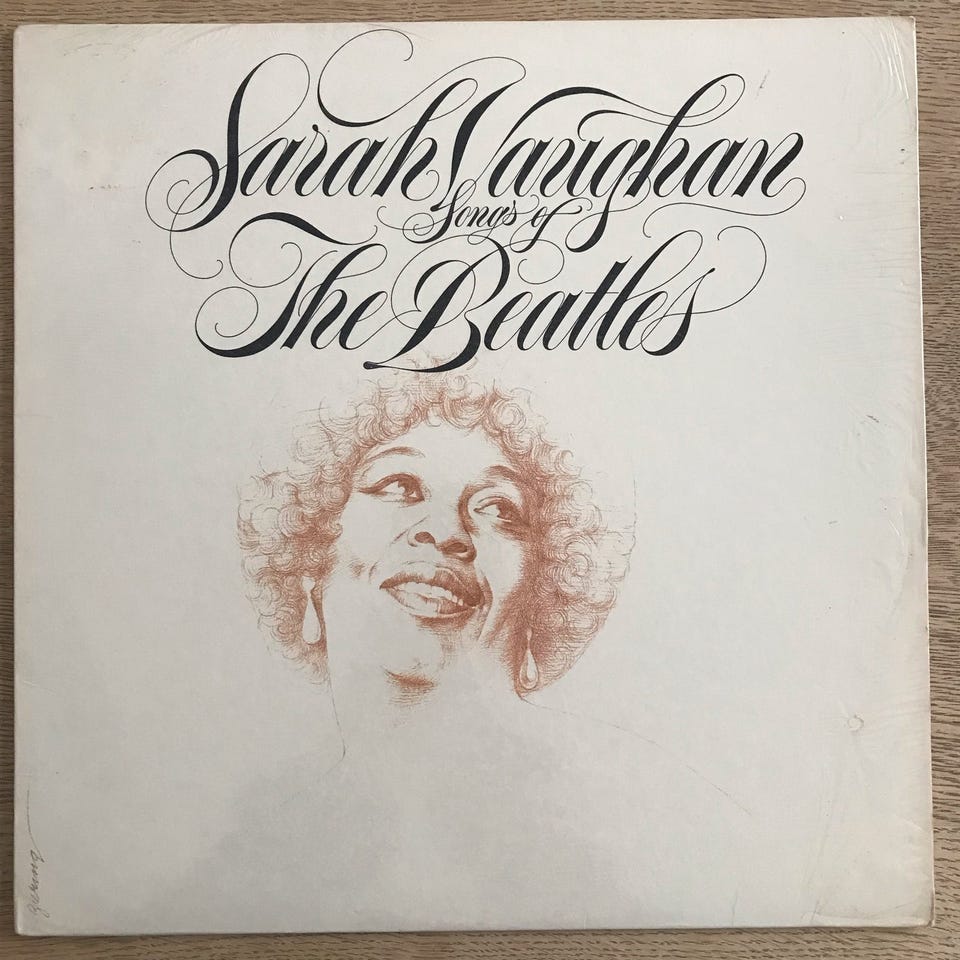 Sarah Vaughan
Songs of
The Beatles